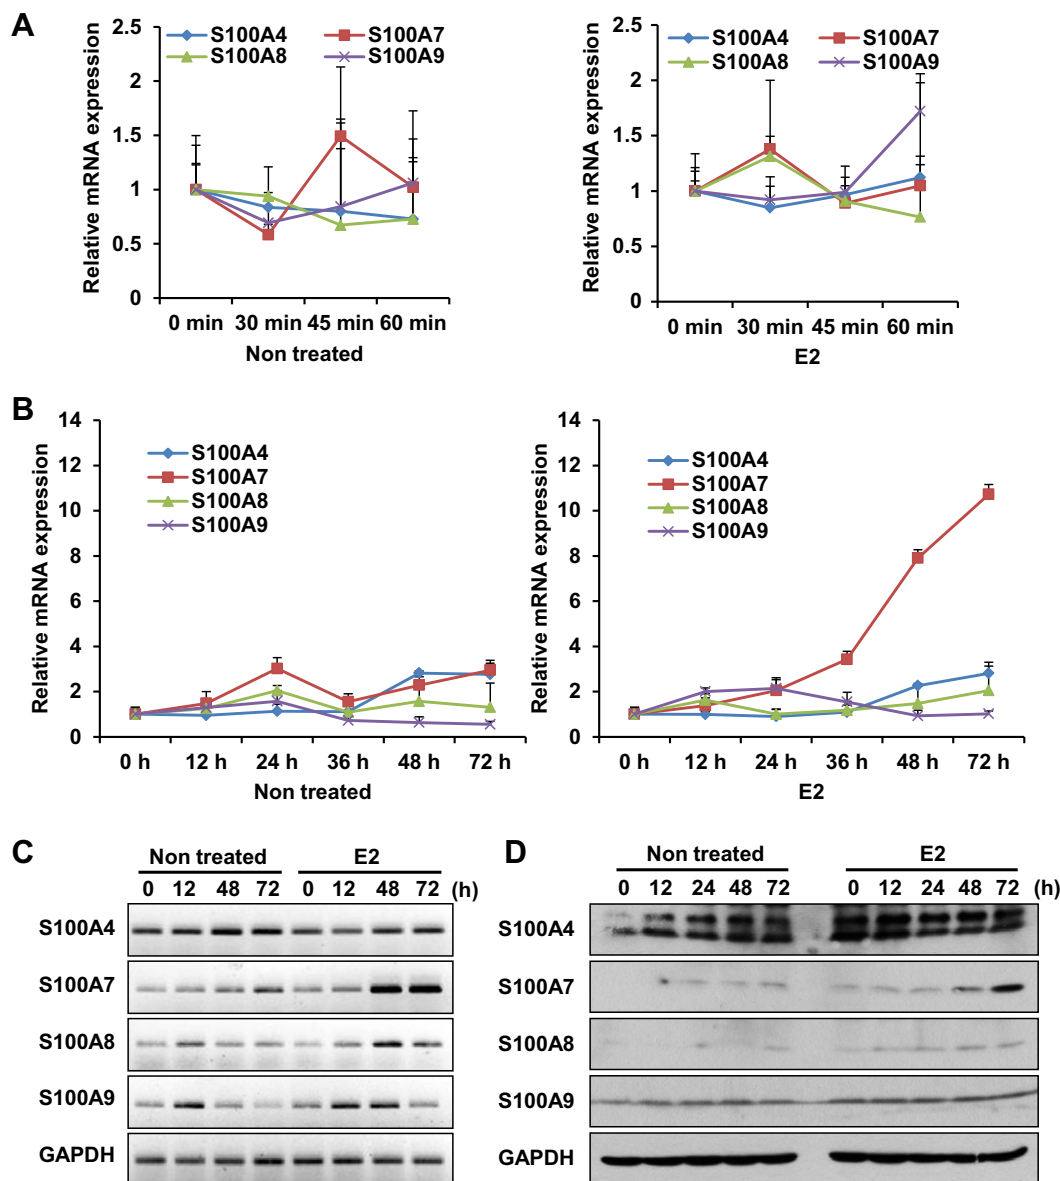 A
2.5
2
1.5
1
0.5
0
Relative mRNA expression
S100A4
S100A7
S100A8
S100A9
0 min
30 min
45 min
60 min
Non treated
2.5
2
1.5
1
0.5
0
Relative mRNA expression
S100A4
S100A7
S100A8
S100A9
0 min
30 min
45 min
60 min
E2
B
14
12
10
8
6
4
2
0
Relative mRNA expression
S100A4
S100A7
S100A8
S100A9
0 h
12 h
24 h
36 h
48 h
72 h
Non treated
14
12
10
8
6
4
2
0
Relative mRNA expression
S100A4
S100A7
S100A8
S100A9
0 h
12 h
24 h
36 h
48 h
72 h
E2
C
Non treated
E2
0 12 48 72 0 12 48 72 (h)
S100A4
S100A7
S100A8
S100A9
GAPDH
D
Non treated
E2
0 12 24 48 72 0 12 24 48 72 (h)
S100A4
S100A7
S100A8
S100A9
GAPDH